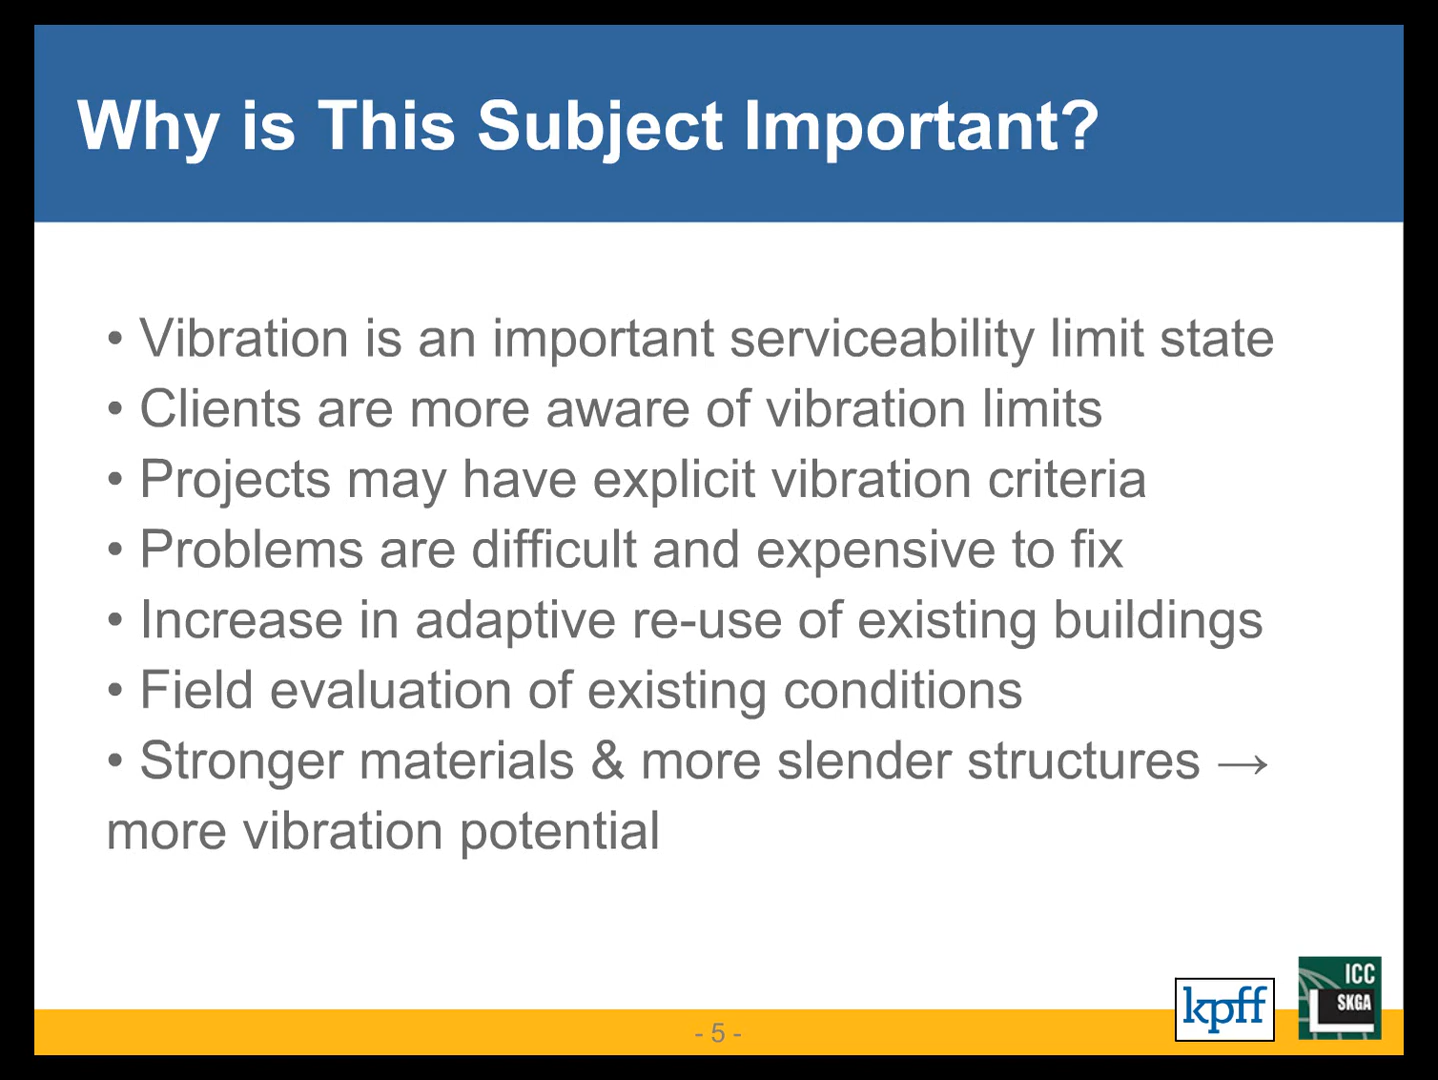 Why is This Subject Important?
• Vibration is an important serviceability limit state
• Clients are more aware of vibration limits
• Projects may have explicit vibration criteria
• Problems are difficult and expensive to fix
• Increase in adaptive re-use of existing buildings
• Field evaluation of existing conditions
• Stronger materials & more slender structures →
more vibration potential
- 5 -
kpff
ICC
SKGA